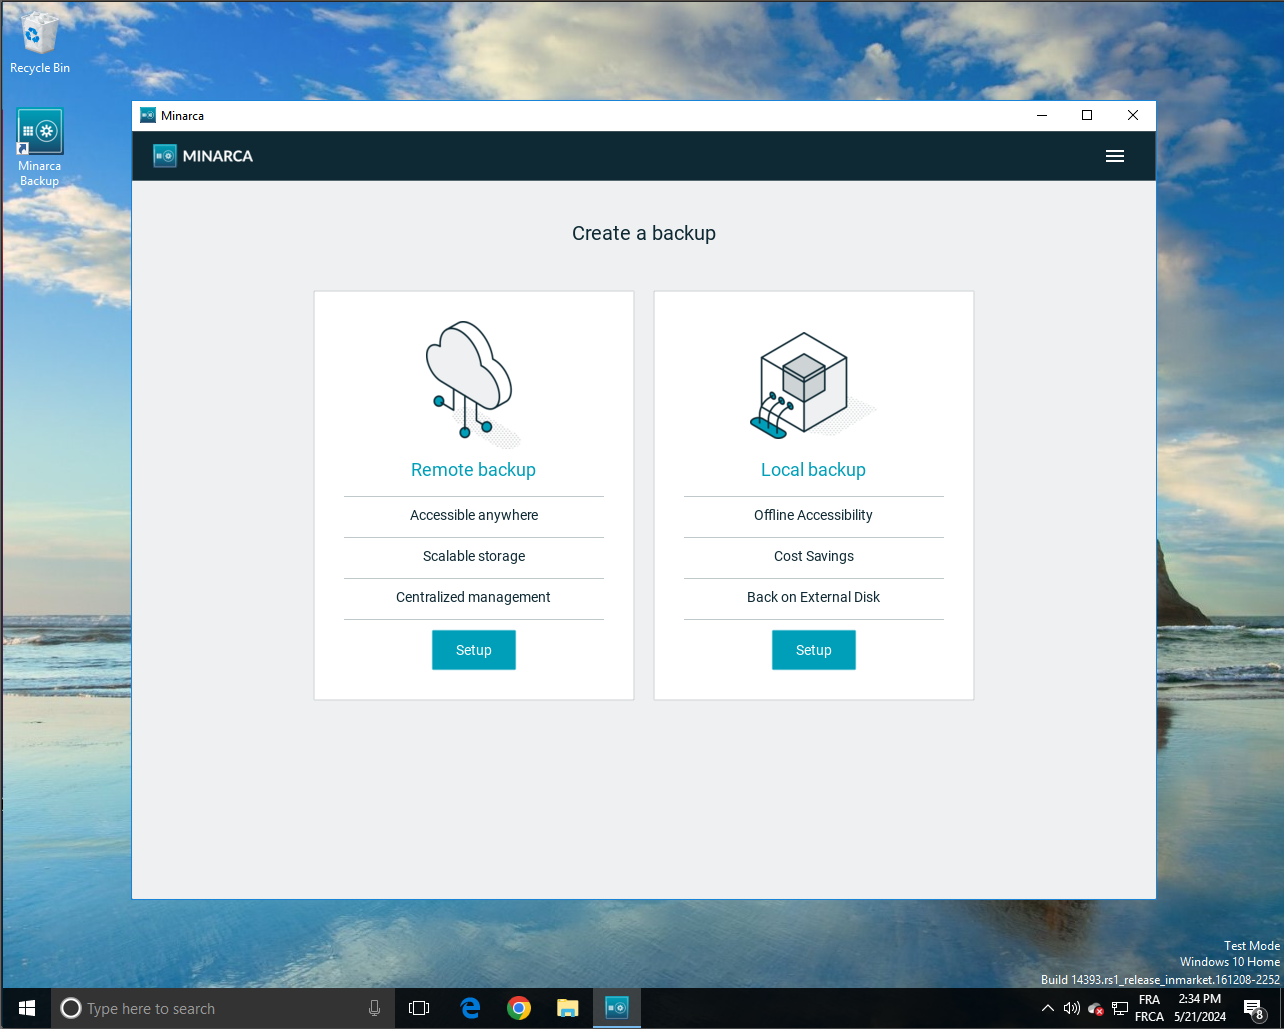 Recycle Bin
Minarca
Backup
Minarca
MINARCA
Create a backup
Remote backup
Accessible anywhere
Scalable storage
Centralized management
Setup
Local backup
Offline Accessibility
Cost Savings
Back on External Disk
Setup
Test Mode
Windows 10 Home
Build 14393.rs1_release_inmarket.161208-2252
Type here to search
FRA
FRCA
2:34 PM
5/21/2024
8